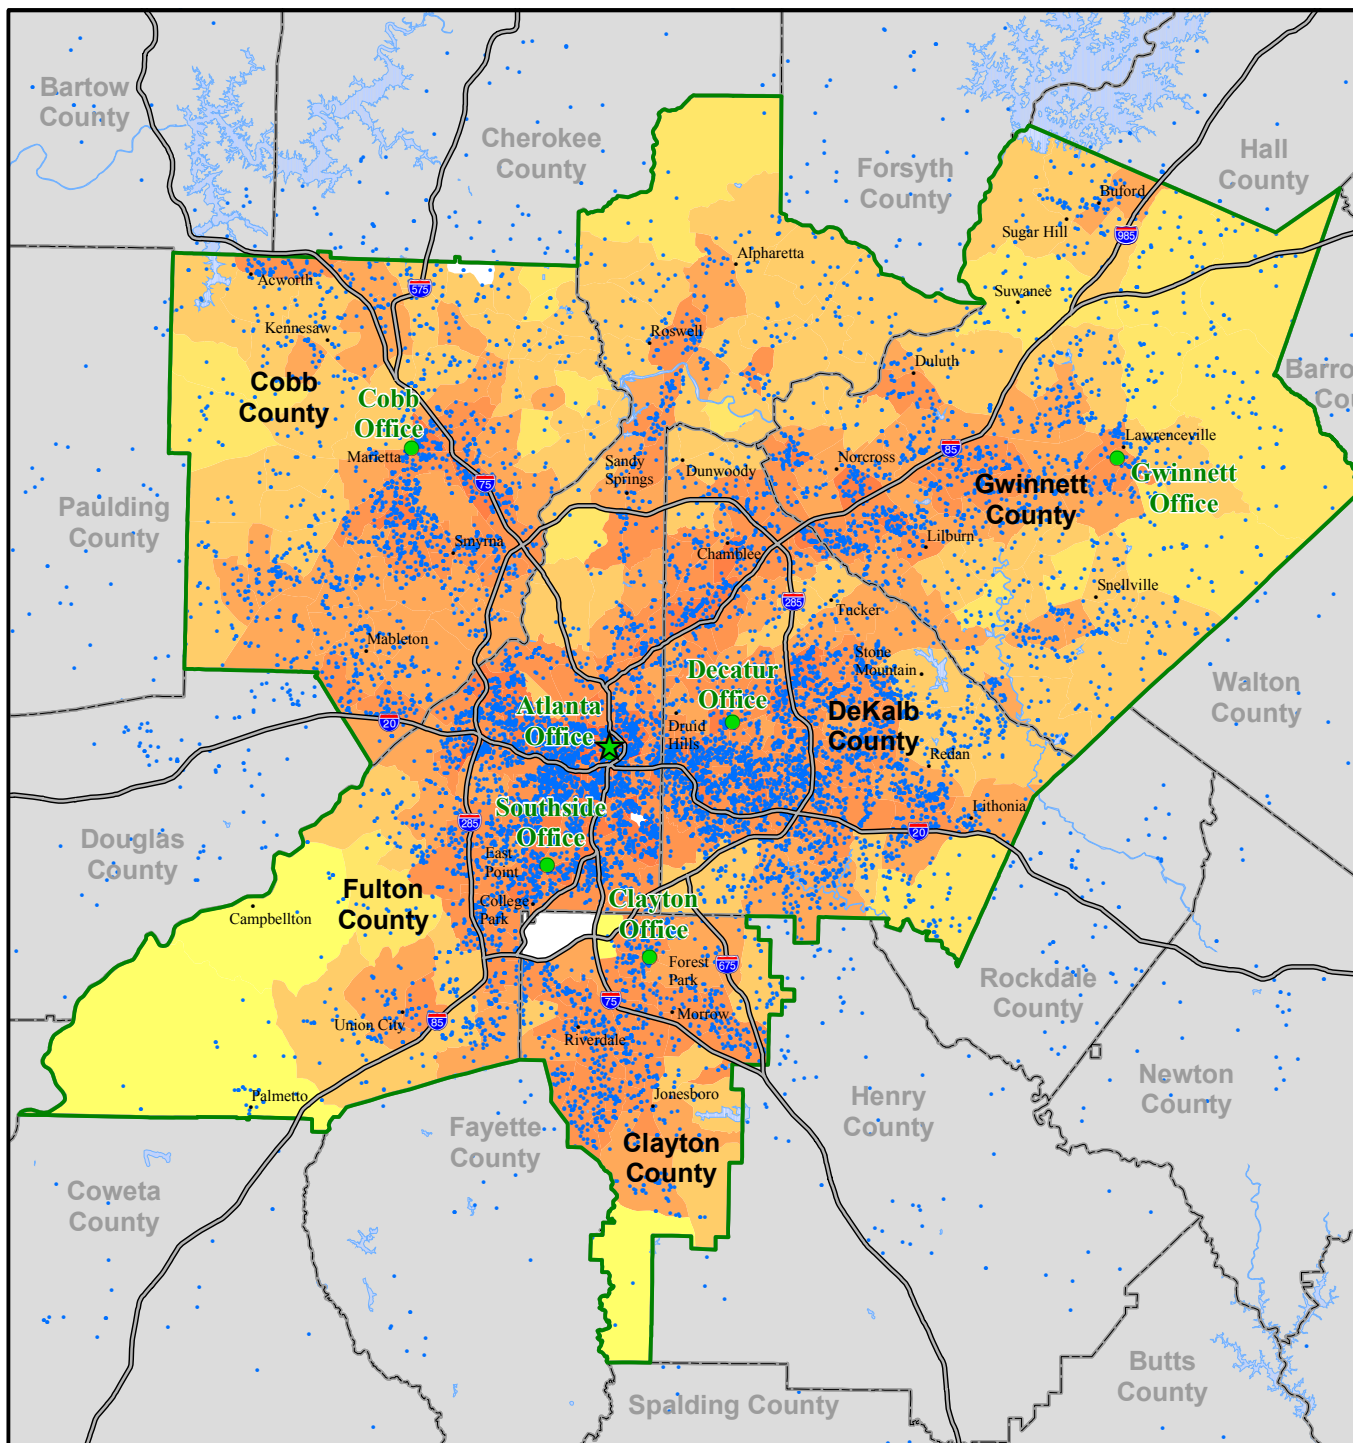 Bartow
County
Cherokee
County
Forsyth
County
Hall
County
Buford
Sugar Hill
985
Alpharetta
Acworth
575
Suwanee
Kennesaw
Roswell
Duluth
Cobb
County
Cobb
Office
Marietta
Lawrenceville
85
Norcross
Dunwoody
Sandy
Springs
Gwinnett
Office
Gwinnett
County
75
Paulding
County
Smyrna
Chamblee
Lilburn
Snellville
285
Tucker
Mableton
Stone
Mountain
Decatur
Office
Walton
County
Atlanta
Office
Druid
Hills
DeKalb
County
20
Redan
Southside
Office
Lithonia
285
20
Douglas
County
East
Point
Fulton
County
Campbellton
College
Park
Clayton
Office
Forest
Park
675
Rockdale
County
75
Morrow
Union City
85
Riverdale
Palmetto
Jonesboro
Henry
County
Newton
County
Fayette
County
Clayton
County
Coweta
County
Butts
County
Spalding County